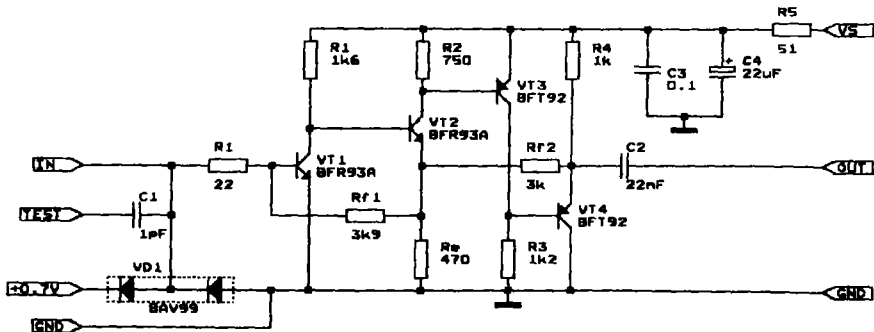 R5
VS
51
R1
1k6
R2
750
R4
1k
C3
0.1
+
C4
22uF
VT3
BFT92
VT2
BFR93A
IN
R1
22
VT1
BFR93A
Rf2
3k
C2
22nF
OUT
TEST
C1
1pF
Rf1
3k9
VT4
BFT92
Re
470
R3
1k2
+0.7V
VD1
BAV99
GND
GND